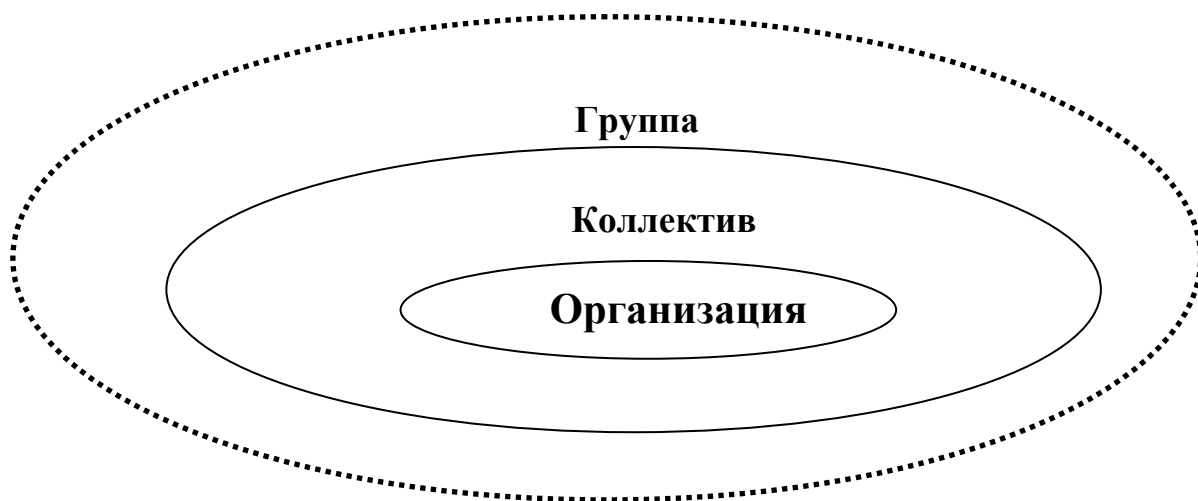 Группа
Коллектив
Организация